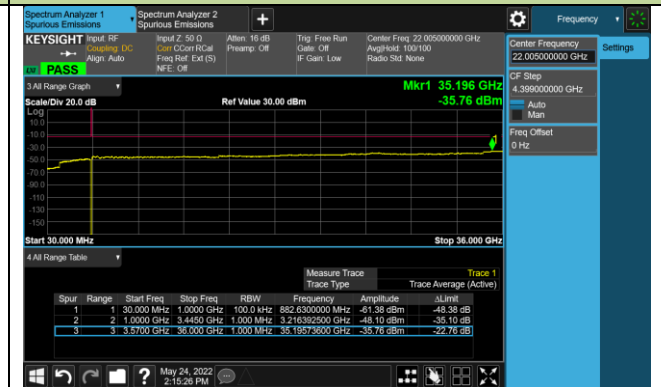 Spectrum Analyzer 1
Spurious Emissions
Spectrum Analyzer 2
Spurious Emissions
+
Frequency
KEYSIGHT
PASS
Input: RF
Coupling: DC
Align: Auto
Input Z: 50 Ω
Corr CCorr RCal
Freq Ref: Ext (S)
NFE: Off
Atten: 16 dB
Preamp: Off
Trig: Free Run
Gate: Off
IF Gain: Low
Center Freq: 22.005000000 GHz
Avg|Hold: 100/100
Radio Std: None
Center Frequency
22.005000000 GHz
Settings
CF Step
4.399000000 GHz
Auto
Man
Freq Offset
0 Hz
3 All Range Graph
Mkr1 35.196 GHz
Scale/Div 20.0 dB
Ref Value 30.00 dBm
-35.76 dBm
Log
10.0
-10.0
-30.0
-50.0
-70.0
-90.0
-110
-130
-150
Start 30.000 MHz
Stop 36.000 GHz
4 All Range Table
Measure Trace Trace 1
Trace Type Trace Average (Active)
Spur Range Start Freq Stop Freq RBW Frequency Amplitude ΔLimit
1 1 30.000 MHz 1.0000 GHz 100.0 kHz 882.6300000 MHz -61.38 dBm -48.38 dB
2 2 1.0000 GHz 3.4450 GHz 1.000 MHz 3.216392500 GHz -48.10 dBm -35.10 dB
3 3 3.5700 GHz 36.000 GHz 1.000 MHz 35.19573600 GHz -35.76 dBm -22.76 dB
?
May 24, 2022
2:15:26 PM